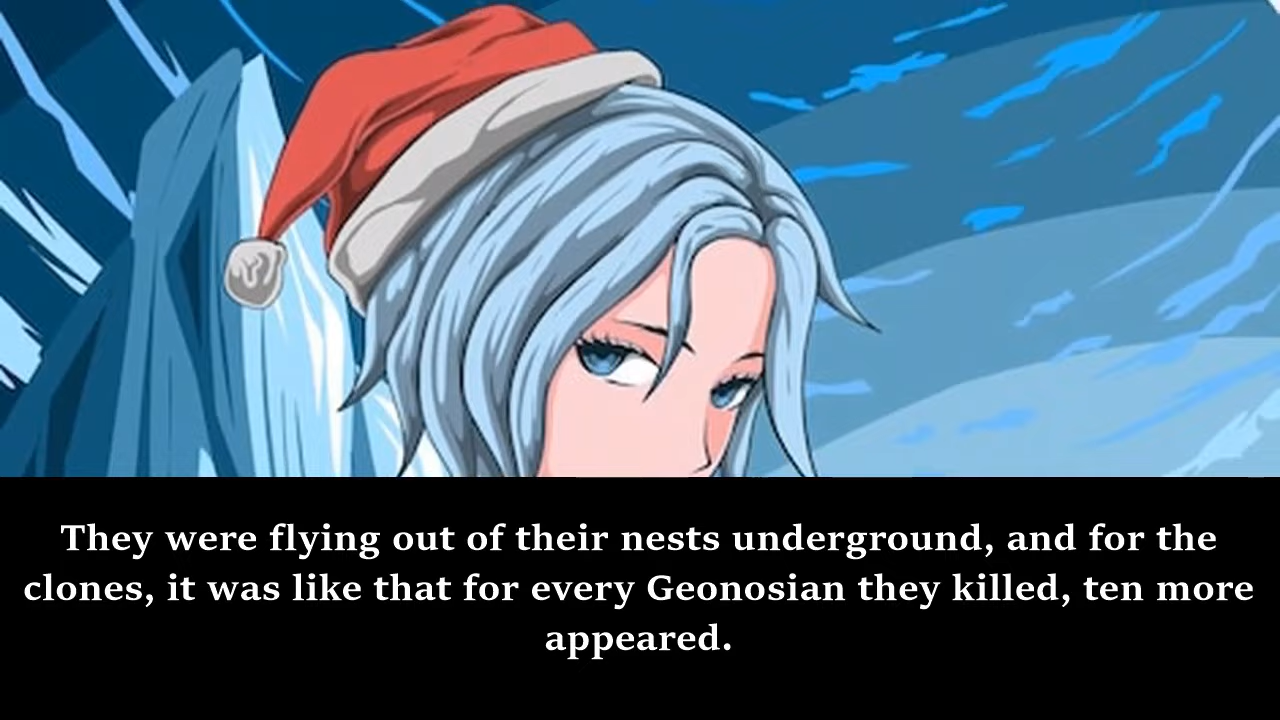 They were flying out of their nests underground, and for the
clones, it was like that for every Geonosian they killed, ten more
appeared.